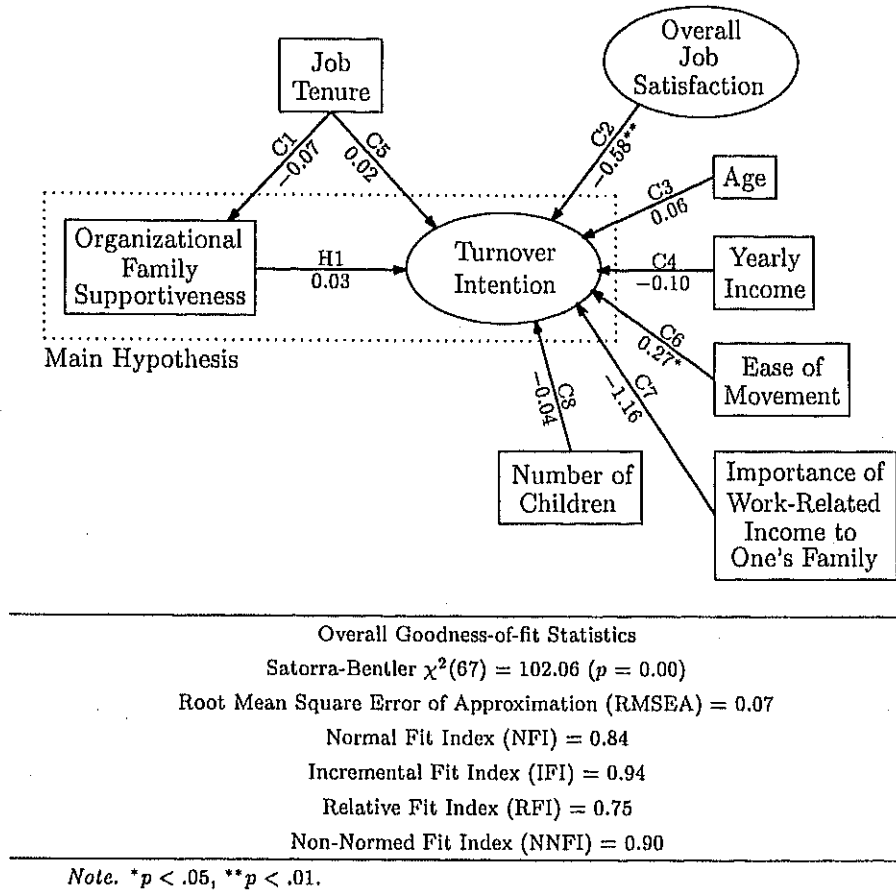 Job
Tenure
Overall
Job
Satisfaction
C1
−0.07
C5
0.02
C2
−0.58**
C3
0.06
Age
Organizational
Family
Supportiveness
H1
0.03
Turnover
Intention
C4
−0.10
Yearly
Income
Main Hypothesis
C6
0.27*
Ease of
Movement
C7
−1.16
C8
−0.04
Number of
Children
Importance of
Work-Related
Income to
One's Family
Overall Goodness-of-fit Statistics
Satorra-Bentler χ²(67) = 102.06 (p = 0.00)
Root Mean Square Error of Approximation (RMSEA) = 0.07
Normal Fit Index (NFI) = 0.84
Incremental Fit Index (IFI) = 0.94
Relative Fit Index (RFI) = 0.75
Non-Normed Fit Index (NNFI) = 0.90
Note. *p < .05, **p < .01.